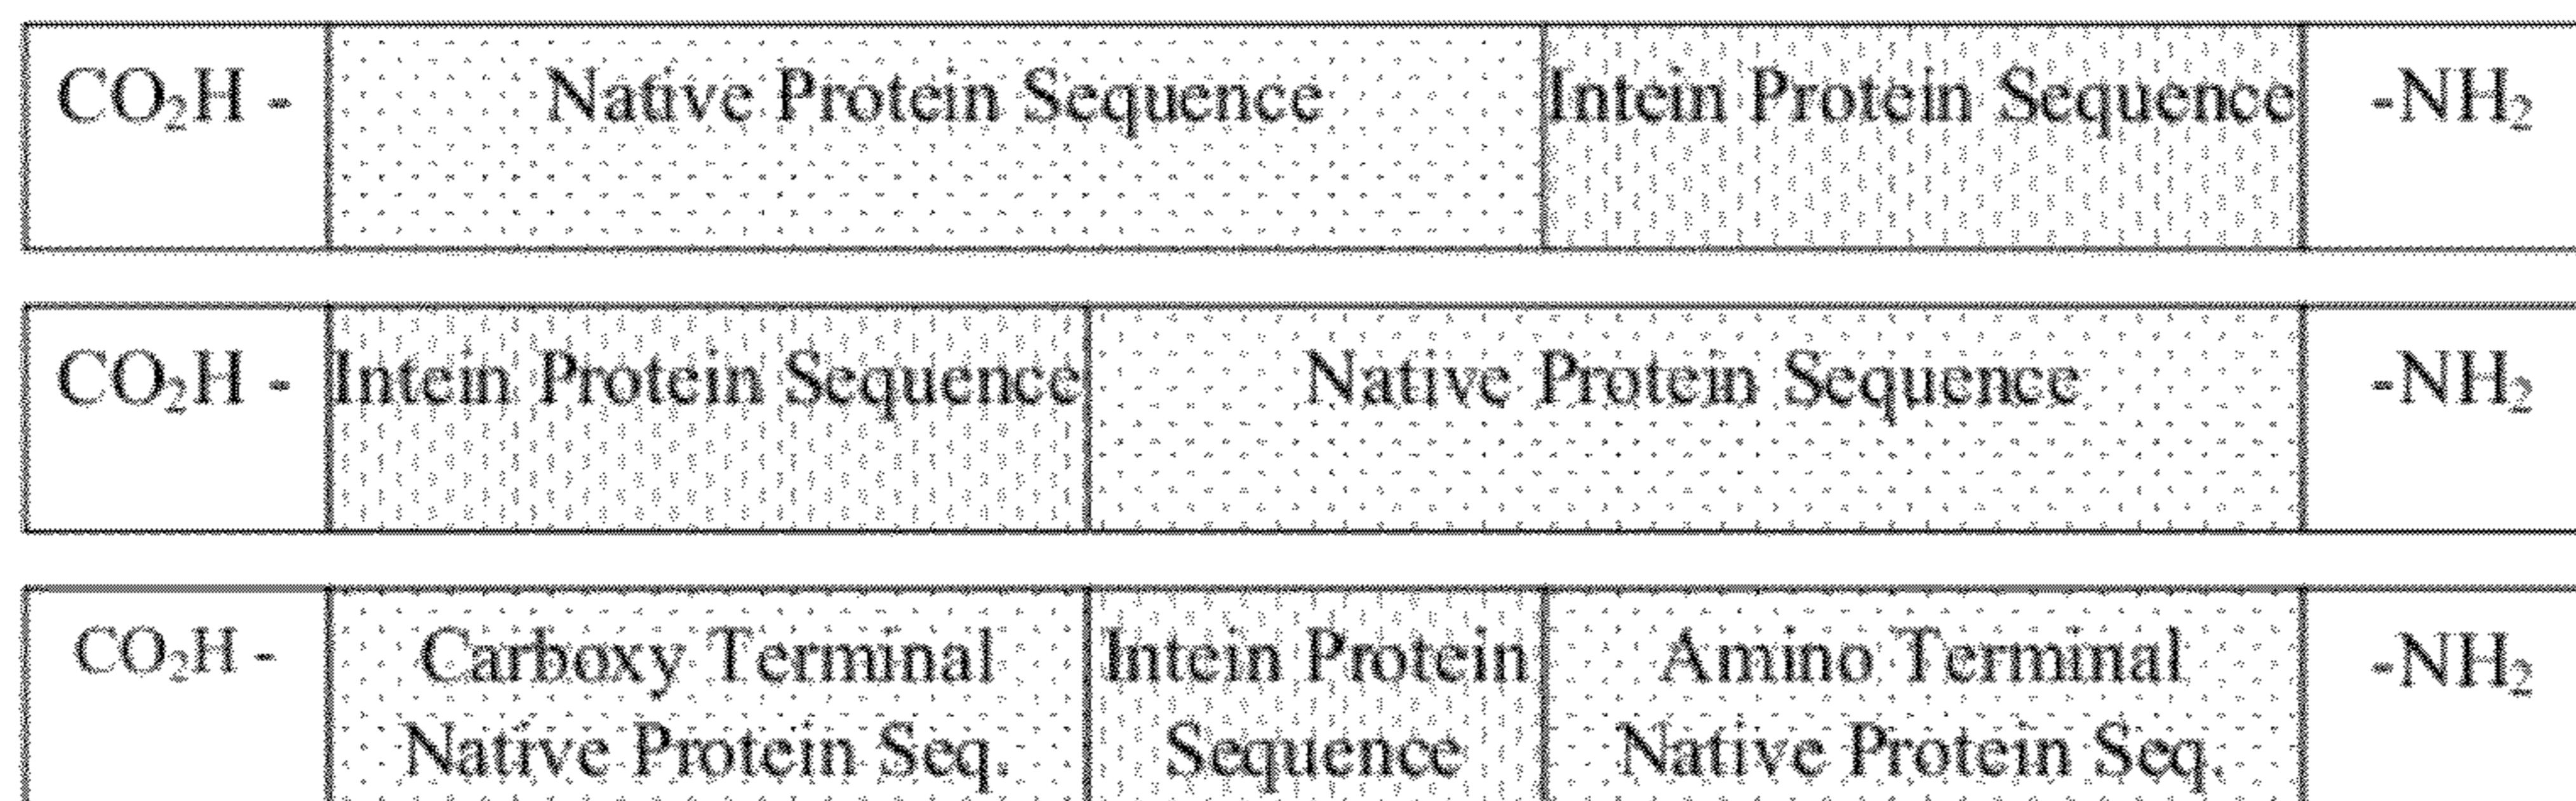 CO₂H - Native Protein Sequence Intein Protein Sequence -NH₂
CO₂H - Intein Protein Sequence Native Protein Sequence -NH₂
CO₂H - Carboxy Terminal Intein Protein Amino Terminal -NH₂
Native Protein Seq. Sequence Native Protein Seq.